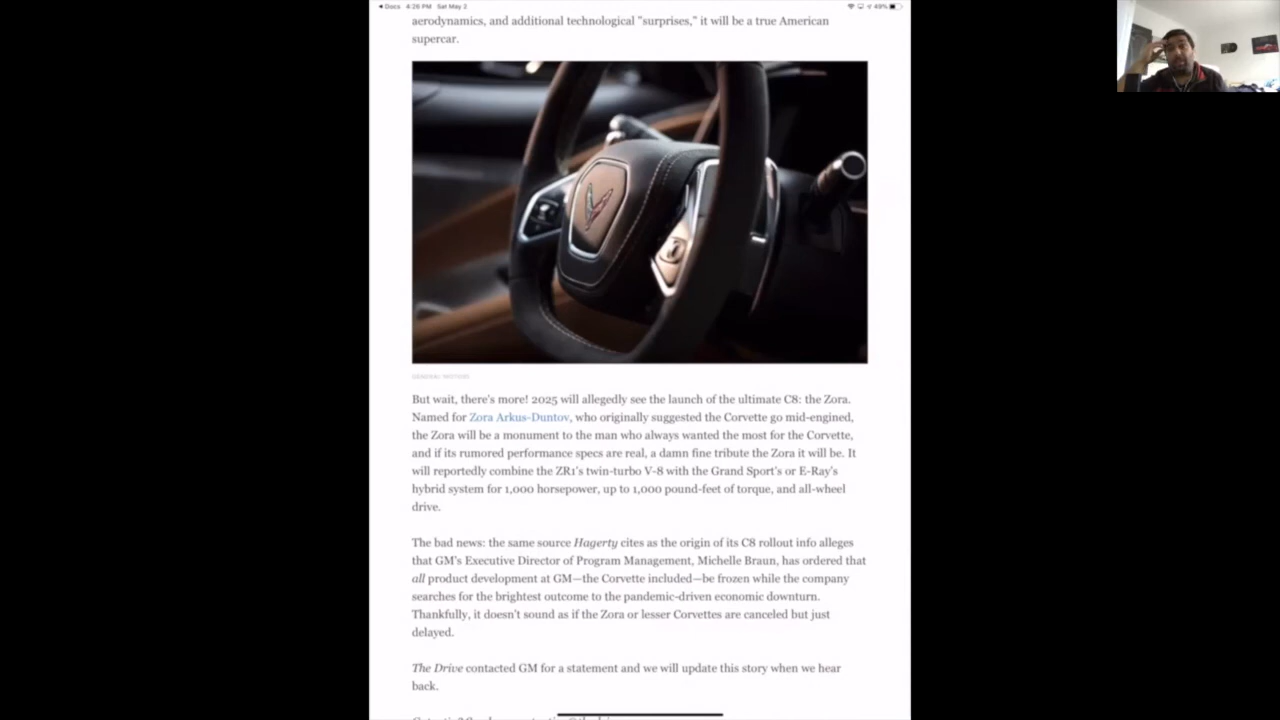 Docs 4:26 PM Sat May 2
49%
aerodynamics, and additional technological "surprises," it will be a true American
supercar.
GENERAL MOTORS
But wait, there's more! 2025 will allegedly see the launch of the ultimate C8: the Zora.
Named for Zora Arkus-Duntov, who originally suggested the Corvette go mid-engined,
the Zora will be a monument to the man who always wanted the most for the Corvette,
and if its rumored performance specs are real, a damn fine tribute the Zora it will be. It
will reportedly combine the ZR1's twin-turbo V-8 with the Grand Sport's or E-Ray's
hybrid system for 1,000 horsepower, up to 1,000 pound-feet of torque, and all-wheel
drive.
The bad news: the same source Hagerty cites as the origin of its C8 rollout info alleges
that GM's Executive Director of Program Management, Michelle Braun, has ordered that
all product development at GM—the Corvette included—be frozen while the company
searches for the brightest outcome to the pandemic-driven economic downturn.
Thankfully, it doesn't sound as if the Zora or lesser Corvettes are canceled but just
delayed.
The Drive contacted GM for a statement and we will update this story when we hear
back.